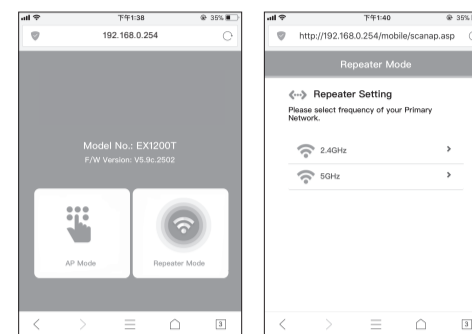 下午1:38
35%
192.168.0.254
Model No.: EX1200T
F/W Version: V5.9c.2502
AP Mode
Repeater Mode
3
下午1:40
35%
http://192.168.0.254/mobile/scanap.asp
Repeater Mode
Repeater Setting
Please select frequency of your Primary
Network.
2.4GHz
5GHz
3